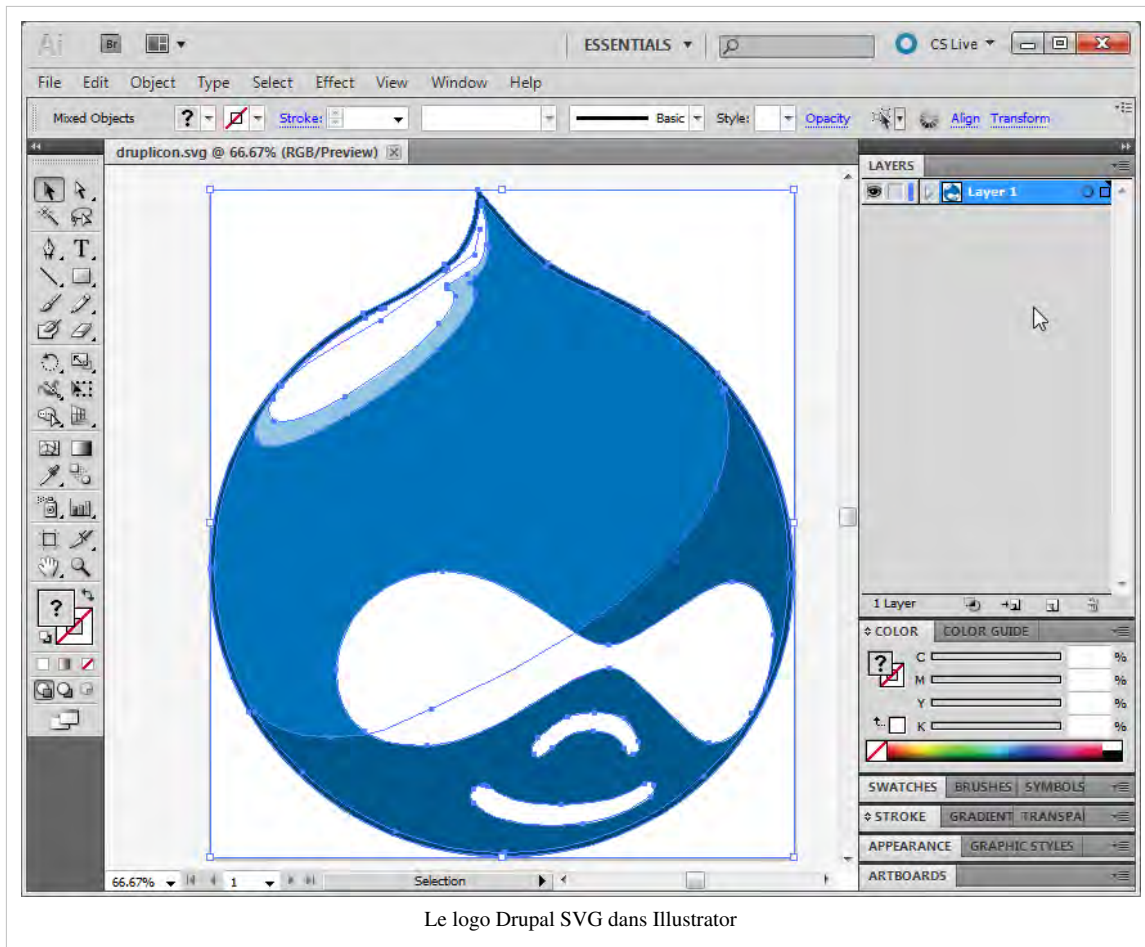 Ai Br ESSENTIALS CS Live
File Edit Object Type Select Effect View Window Help
Mixed Objects ? Stroke: Basic Style: Opacity Align Transform
druplicon.svg @ 66.67% (RGB/Preview)
LAYERS
Layer 1
T
?
1 Layer
COLOR COLOR GUIDE
? C %
M %
Y %
K %
SWATCHES BRUSHES SYMBOLS
STROKE GRADIENT TRANSPA
APPEARANCE GRAPHIC STYLES
ARTBOARDS
66.67% 1 Selection
Le logo Drupal SVG dans Illustrator